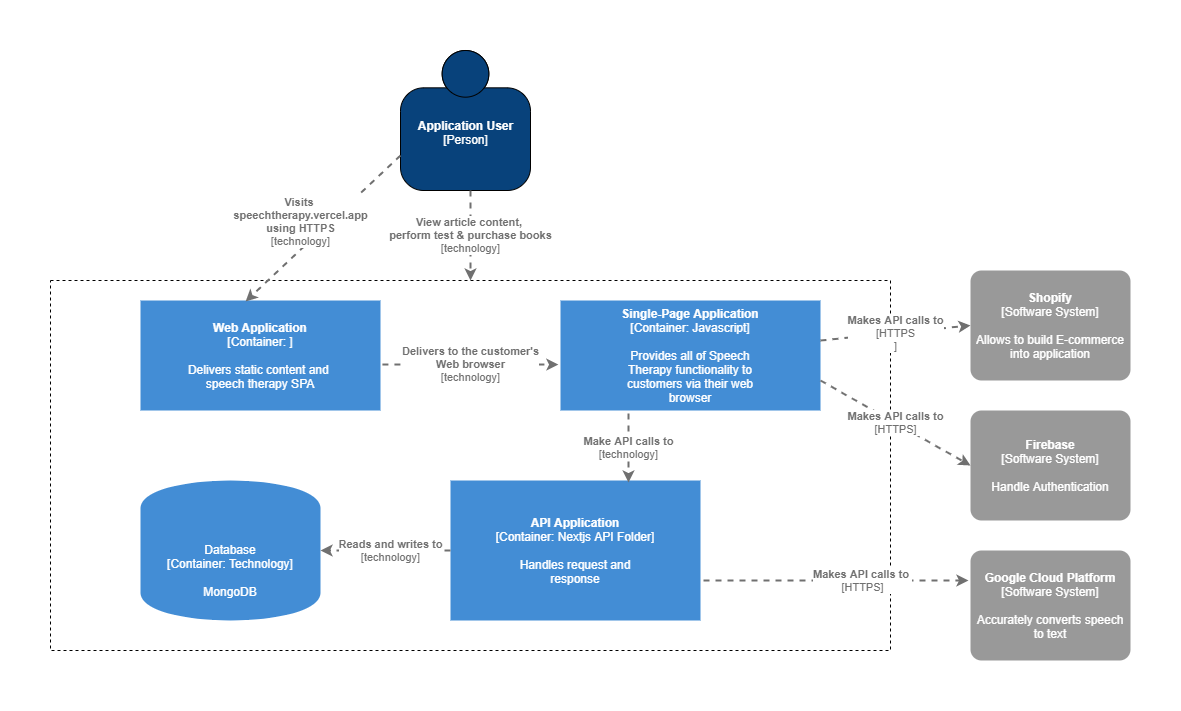 Application User
[Person]
Visits
speechtherapy.vercel.app
using HTTPS
[technology]
View article content,
perform test & purchase books
[technology]
Web Application
[Container: ]
Delivers static content and
speech therapy SPA
Delivers to the customer's
Web browser
[technology]
Single-Page Application
[Container: Javascript]
Provides all of Speech
Therapy functionality to
customers via their web
browser
Makes API calls to
[HTTPS
]
Shopify
[Software System]
Allows to build E-commerce
into application
Makes API calls to
[HTTPS]
Firebase
[Software System]
Handle Authentication
Make API calls to
[technology]
Database
[Container: Technology]
MongoDB
Reads and writes to
[technology]
API Application
[Container: Nextjs API Folder]
Handles request and
response
Makes API calls to
[HTTPS]
Google Cloud Platform
[Software System]
Accurately converts speech
to text